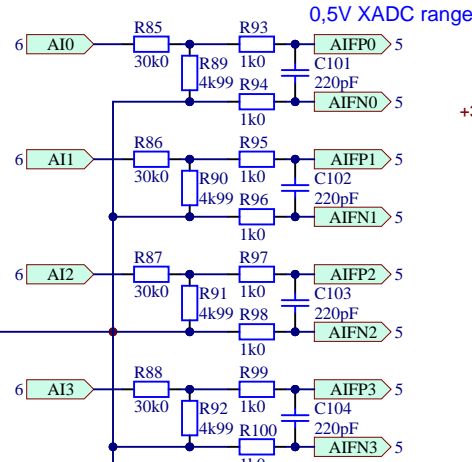 0,5V XADC range
R85 R93
6 AI0 AIFP0 5
30k0 R89 1k0 C101
4k99 R94 220pF
AIFN0 5
1k0
R86 R95
6 AI1 AIFP1 5
30k0 R90 1k0 C102
4k99 R96 220pF
AIFN1 5
1k0
R87 R97
6 AI2 AIFP2 5
30k0 R91 1k0 C103
4k99 R98 220pF
AIFN2 5
1k0
R88 R99
6 AI3 AIFP3 5
30k0 R92 1k0 C104
4k99 R100 220pF
AIFN3 5
1k0